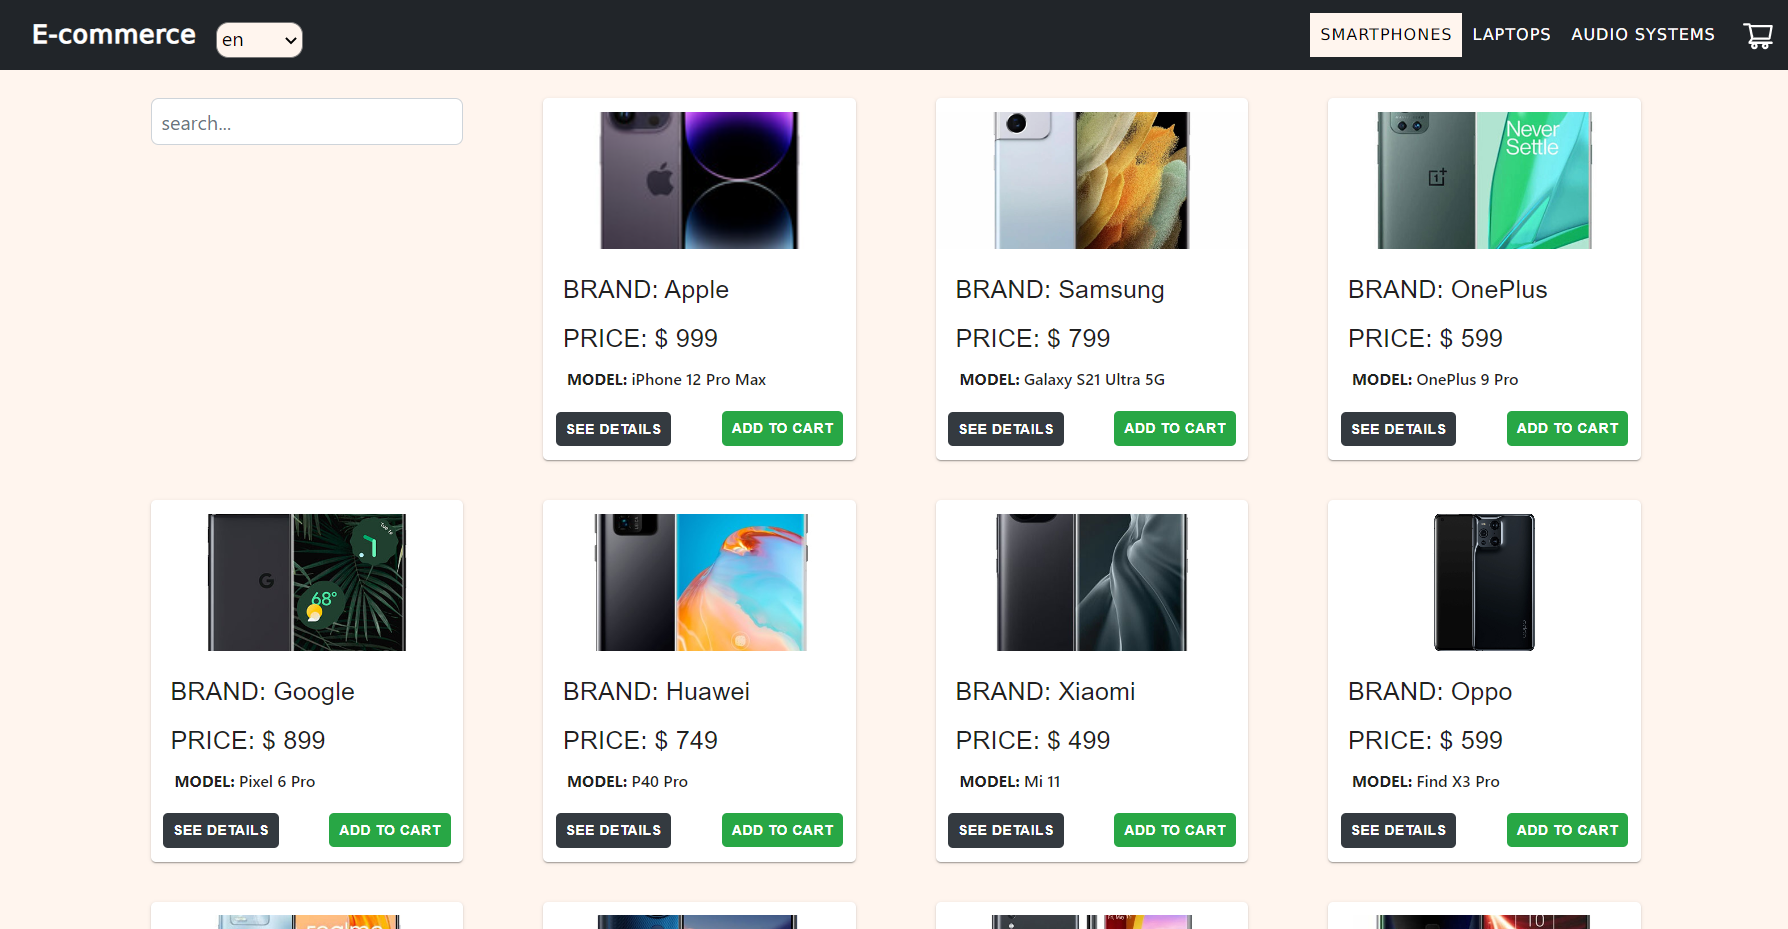 E-commerce
en
SMARTPHONES
LAPTOPS
AUDIO SYSTEMS
search...
BRAND: Apple
PRICE: $ 999
MODEL: iPhone 12 Pro Max
SEE DETAILS
ADD TO CART
BRAND: Samsung
PRICE: $ 799
MODEL: Galaxy S21 Ultra 5G
SEE DETAILS
ADD TO CART
Never
Settle
BRAND: OnePlus
PRICE: $ 599
MODEL: OnePlus 9 Pro
SEE DETAILS
ADD TO CART
G
68°
BRAND: Google
PRICE: $ 899
MODEL: Pixel 6 Pro
SEE DETAILS
ADD TO CART
BRAND: Huawei
PRICE: $ 749
MODEL: P40 Pro
SEE DETAILS
ADD TO CART
BRAND: Xiaomi
PRICE: $ 499
MODEL: Mi 11
SEE DETAILS
ADD TO CART
oppo
BRAND: Oppo
PRICE: $ 599
MODEL: Find X3 Pro
SEE DETAILS
ADD TO CART
realme